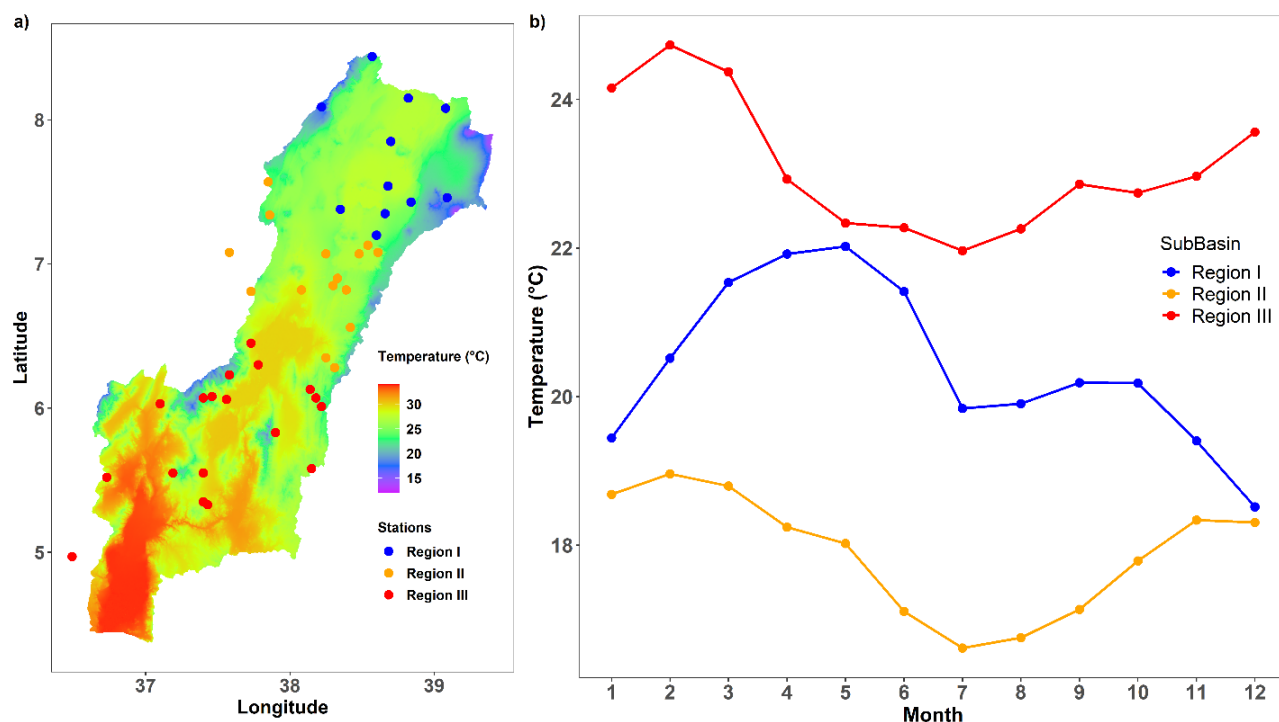 a)
8
7
6
5
Latitude
37
38
39
Longitude
Temperature (°C)
30
25
20
15
Stations
Region I
Region II
Region III
b)
24
22
20
18
Temperature (°C)
1
2
3
4
5
6
7
8
9
10
11
12
Month
SubBasin
Region I
Region II
Region III